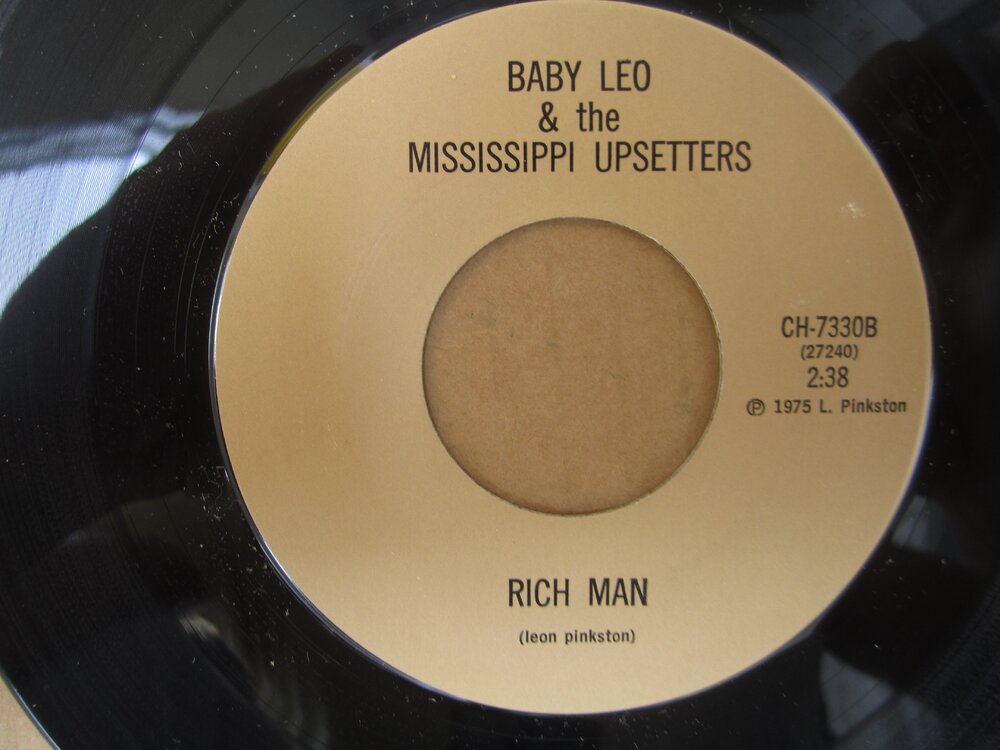 BABY LEO
& the
MISSISSIPPI UPSETTERS
CH-7330B
(27240)
2:38
Ⓟ 1975 L. Pinkston
RICH MAN
(leon pinkston)